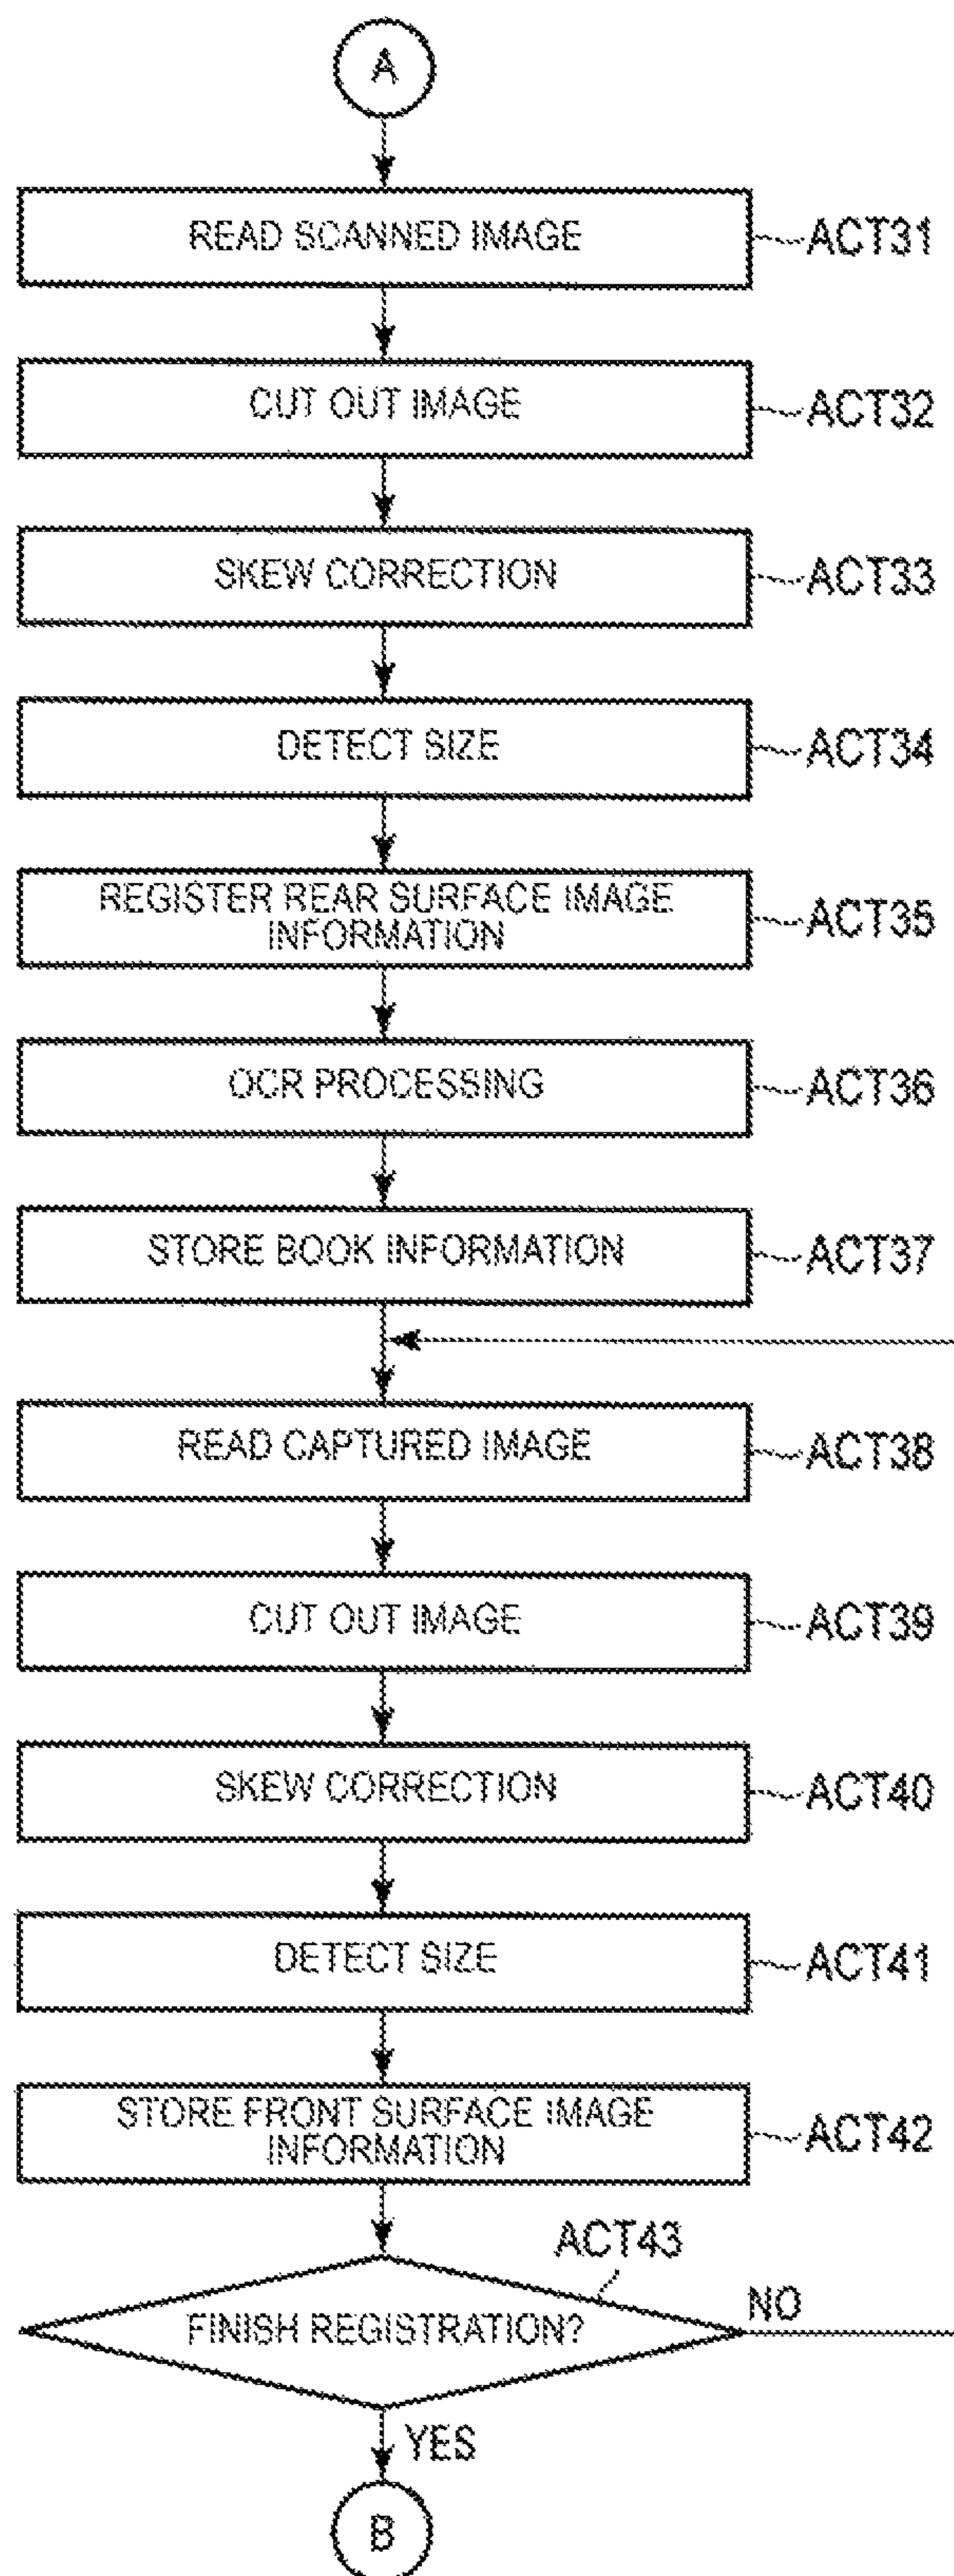 A
READ SCANNED IMAGE
ACT31
CUT OUT IMAGE
ACT32
SKEW CORRECTION
ACT33
DETECT SIZE
ACT34
REGISTER REAR SURFACE IMAGE
INFORMATION
ACT35
OCR PROCESSING
ACT36
STORE BOOK INFORMATION
ACT37
READ CAPTURED IMAGE
ACT38
CUT OUT IMAGE
ACT39
SKEW CORRECTION
ACT40
DETECT SIZE
ACT41
STORE FRONT SURFACE IMAGE
INFORMATION
ACT42
ACT43
FINISH REGISTRATION?
NO
YES
B